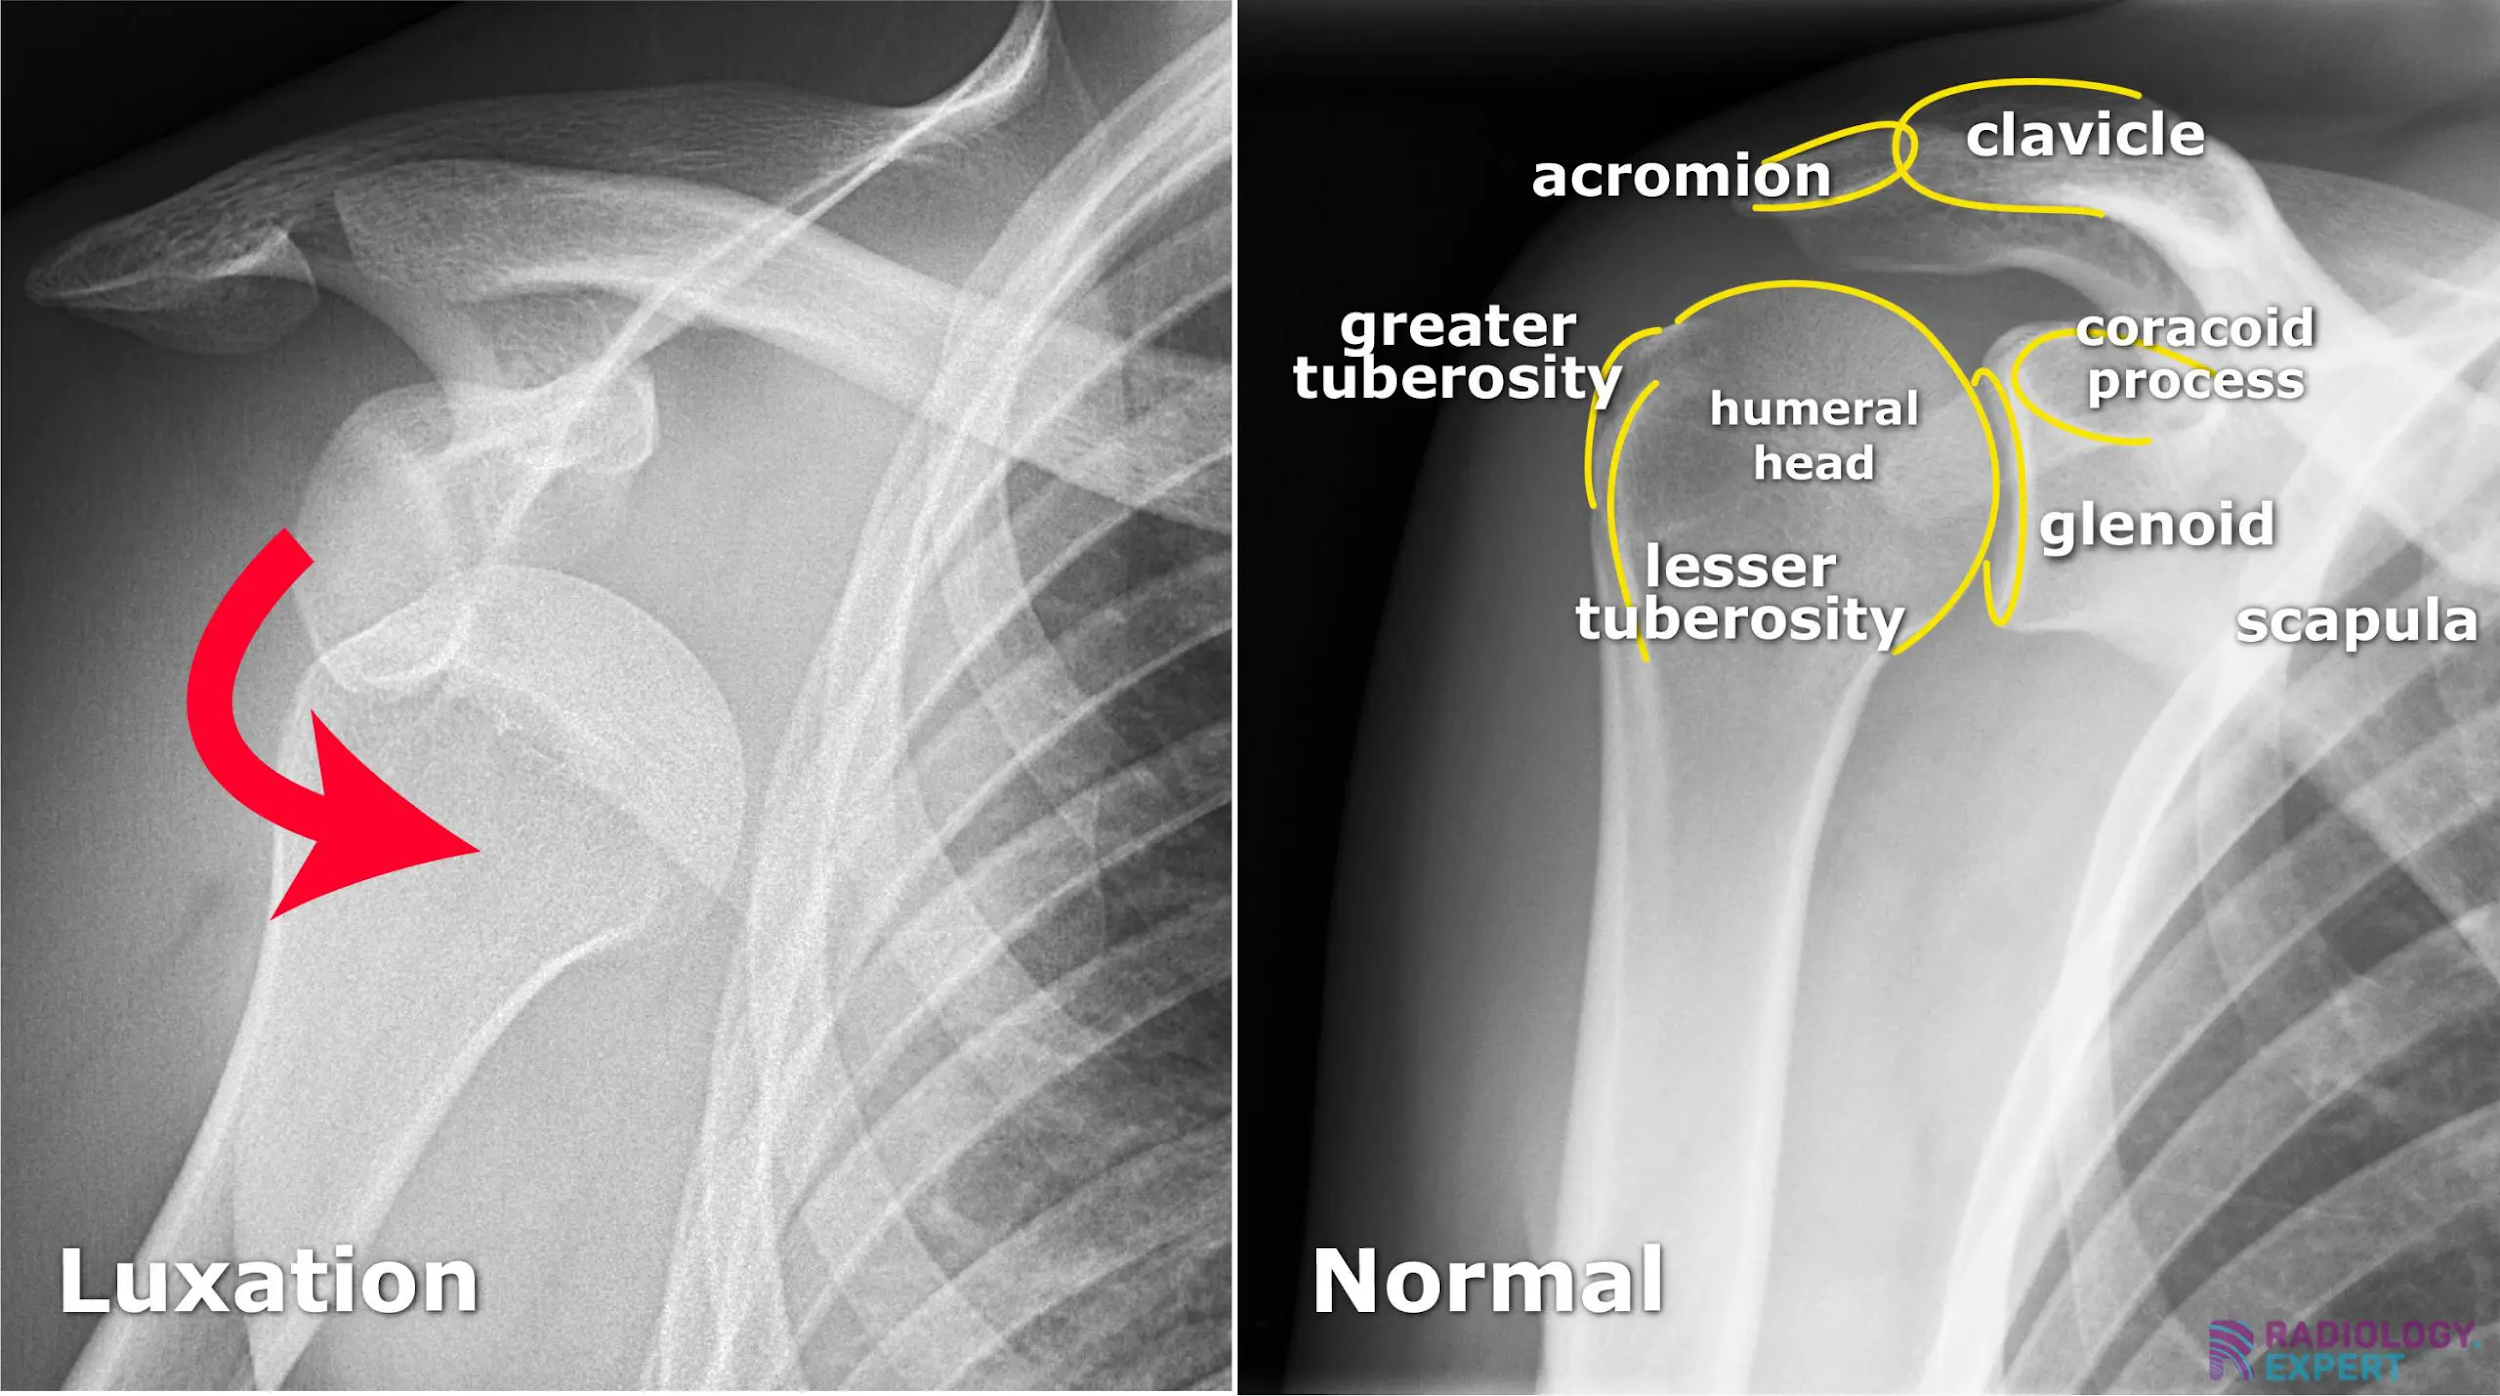 Luxation
acromion
clavicle
greater
tuberosity
humeral
head
coracoid
process
lesser
tuberosity
glenoid
scapula
Normal
RADIOLOGY
EXPERT